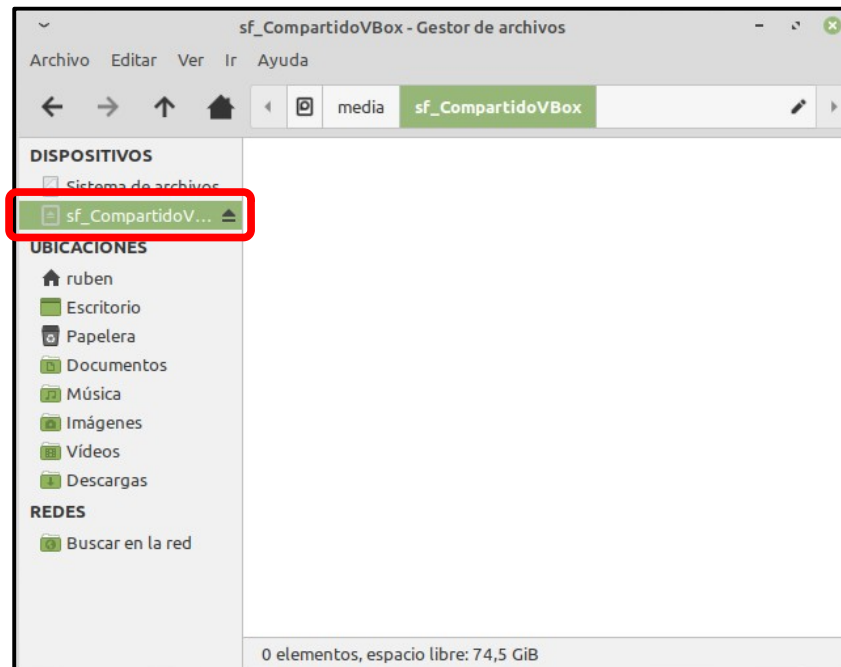 sf_CompartidoVBox - Gestor de archivos
Archivo Editar Ver Ir Ayuda
media sf_CompartidoVBox
DISPOSITIVOS
Sistema de archivos
sf_CompartidoV...
UBICACIONES
ruben
Escritorio
Papelera
Documentos
Música
Imágenes
Vídeos
Descargas
REDES
Buscar en la red
0 elementos, espacio libre: 74,5 GiB